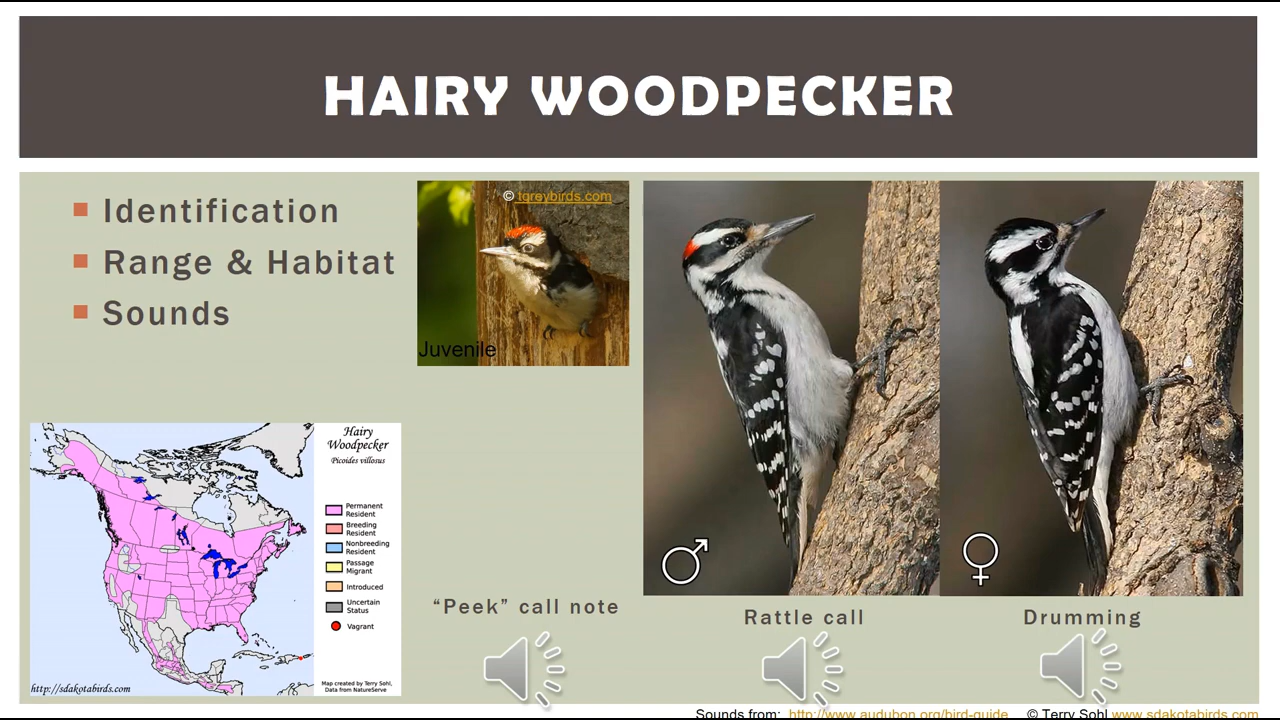 HAIRY WOODPECKER
Identification
Range & Habitat
Sounds
© tgreybirds.com
Juvenile
Hairy
Woodpecker
Picoides villosus
Permanent
Resident
Breeding
Resident
Nonbreeding
Resident
Passage
Migrant
Introduced
Uncertain
Status
Vagrant
Map created by Terry Sohl,
Data from NatureServe
http://sdakotabirds.com
"Peek" call note
Rattle call
Drumming
Sounds from: http://www.audubon.org/bird-guide © Terry Sohl www.sdakotabirds.com